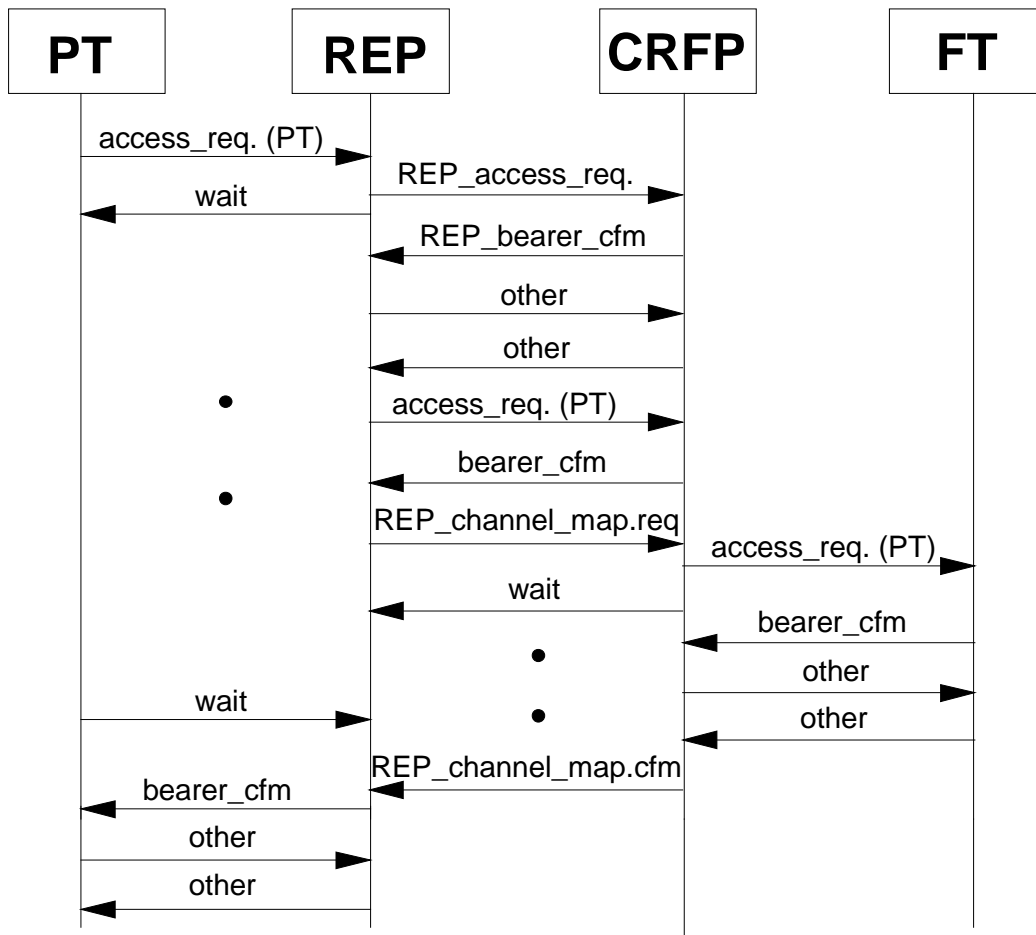 PT
REP
CRFP
FT
access_req. (PT)
REP_access_req.
wait
REP_bearer_cfm
other
other
access_req. (PT)
bearer_cfm
REP_channel_map.req
access_req. (PT)
wait
bearer_cfm
other
wait
other
REP_channel_map.cfm
bearer_cfm
other
other